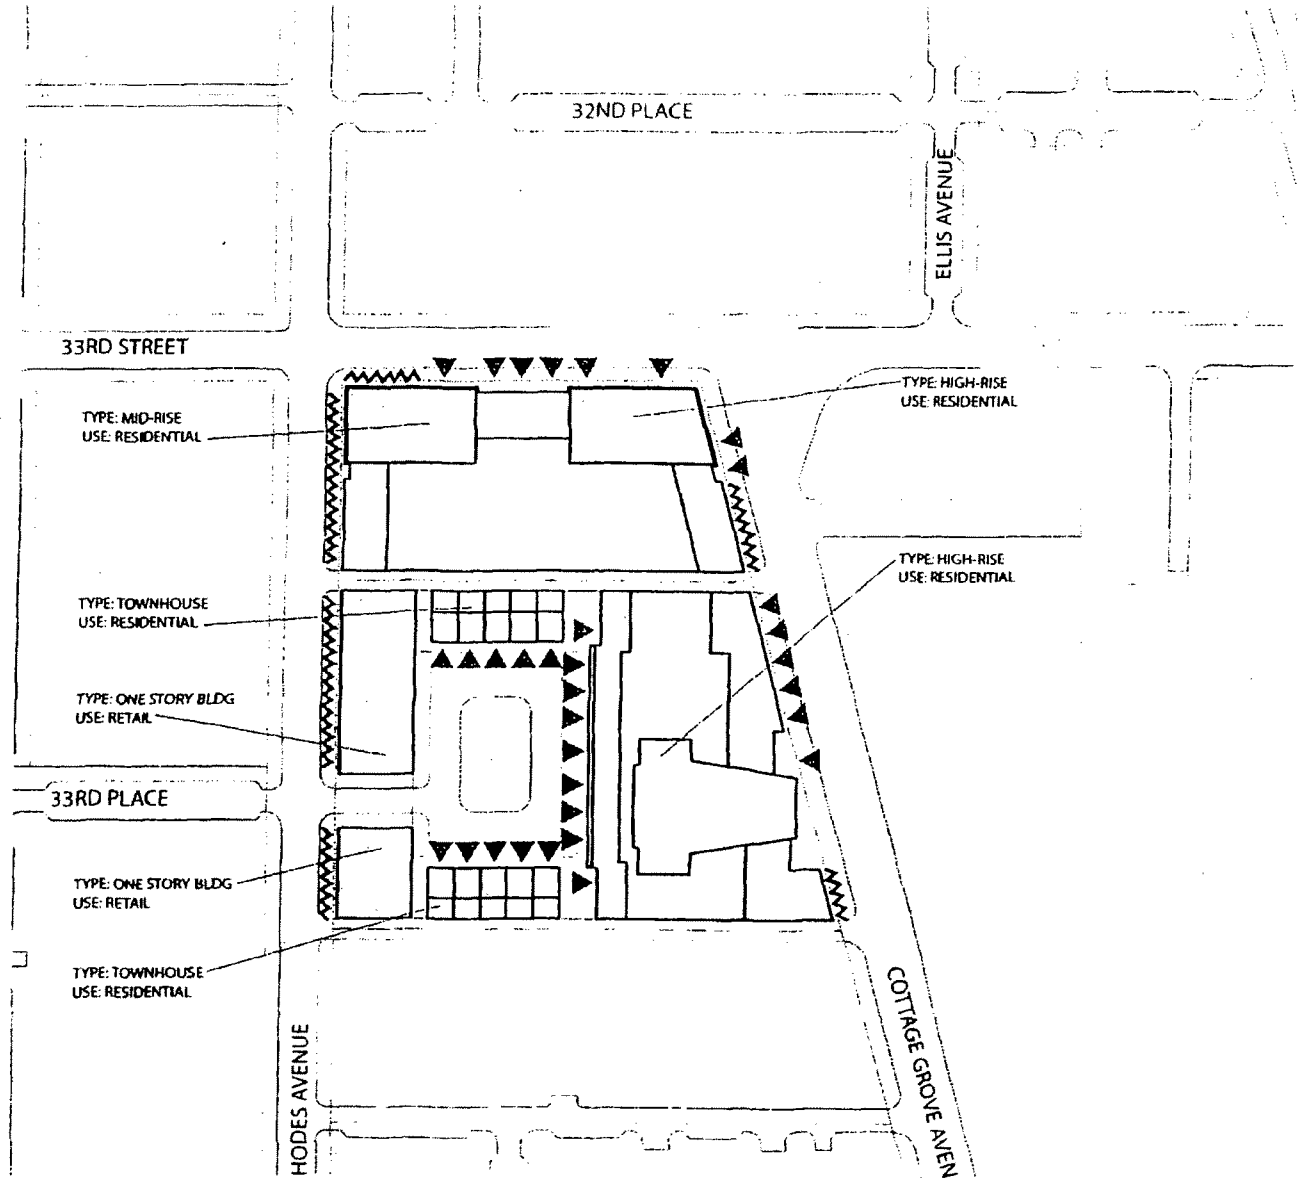 32ND PLACE
ELLIS AVENUE
33RD STREET
TYPE: HIGH-RISE
USE: RESIDENTIAL
TYPE: MID-RISE
USE: RESIDENTIAL
TYPE: HIGH-RISE
USE: RESIDENTIAL
TYPE: TOWNHOUSE
USE: RESIDENTIAL
TYPE: ONE STORY BLDG
USE: RETAIL
33RD PLACE
TYPE: ONE STORY BLDG
USE: RETAIL
TYPE: TOWNHOUSE
USE: RESIDENTIAL
HODES AVENUE
COTTAGE GROVE AVEN